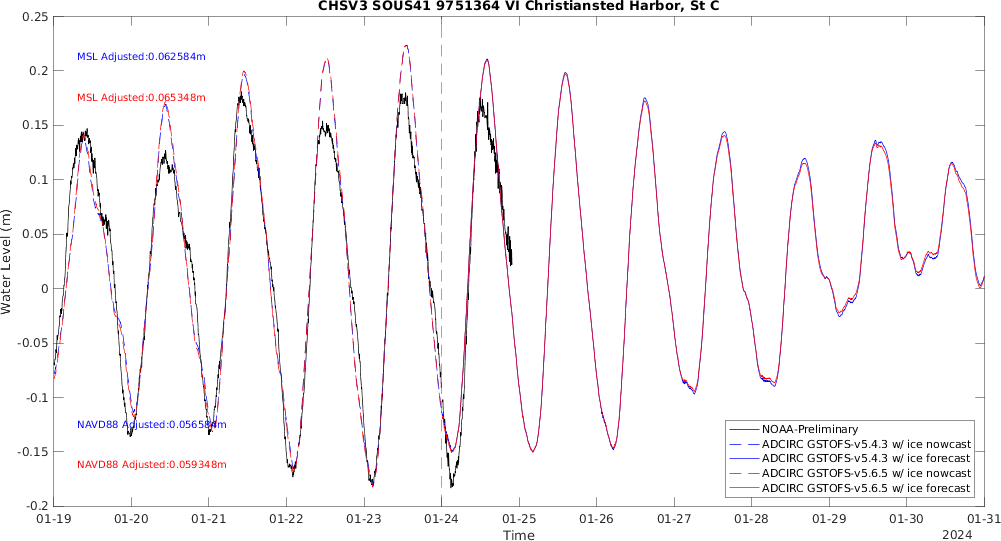 CHSV3 SOUS41 9751364 VI Christiansted Harbor, St C
0.25
0.2
0.15
0.1
0.05
0
-0.05
-0.1
-0.15
-0.2
Water Level (m)
MSL Adjusted:0.062584m
MSL Adjusted:0.065348m
NAVD88 Adjusted:0.056584m
NAVD88 Adjusted:0.059348m
NOAA-Preliminary
ADCIRC GSTOFS-v5.4.3 w/ ice nowcast
ADCIRC GSTOFS-v5.4.3 w/ ice forecast
ADCIRC GSTOFS-v5.6.5 w/ ice nowcast
ADCIRC GSTOFS-v5.6.5 w/ ice forecast
01-19 01-20 01-21 01-22 01-23 01-24 01-25 01-26 01-27 01-28 01-29 01-30 01-31
Time
2024